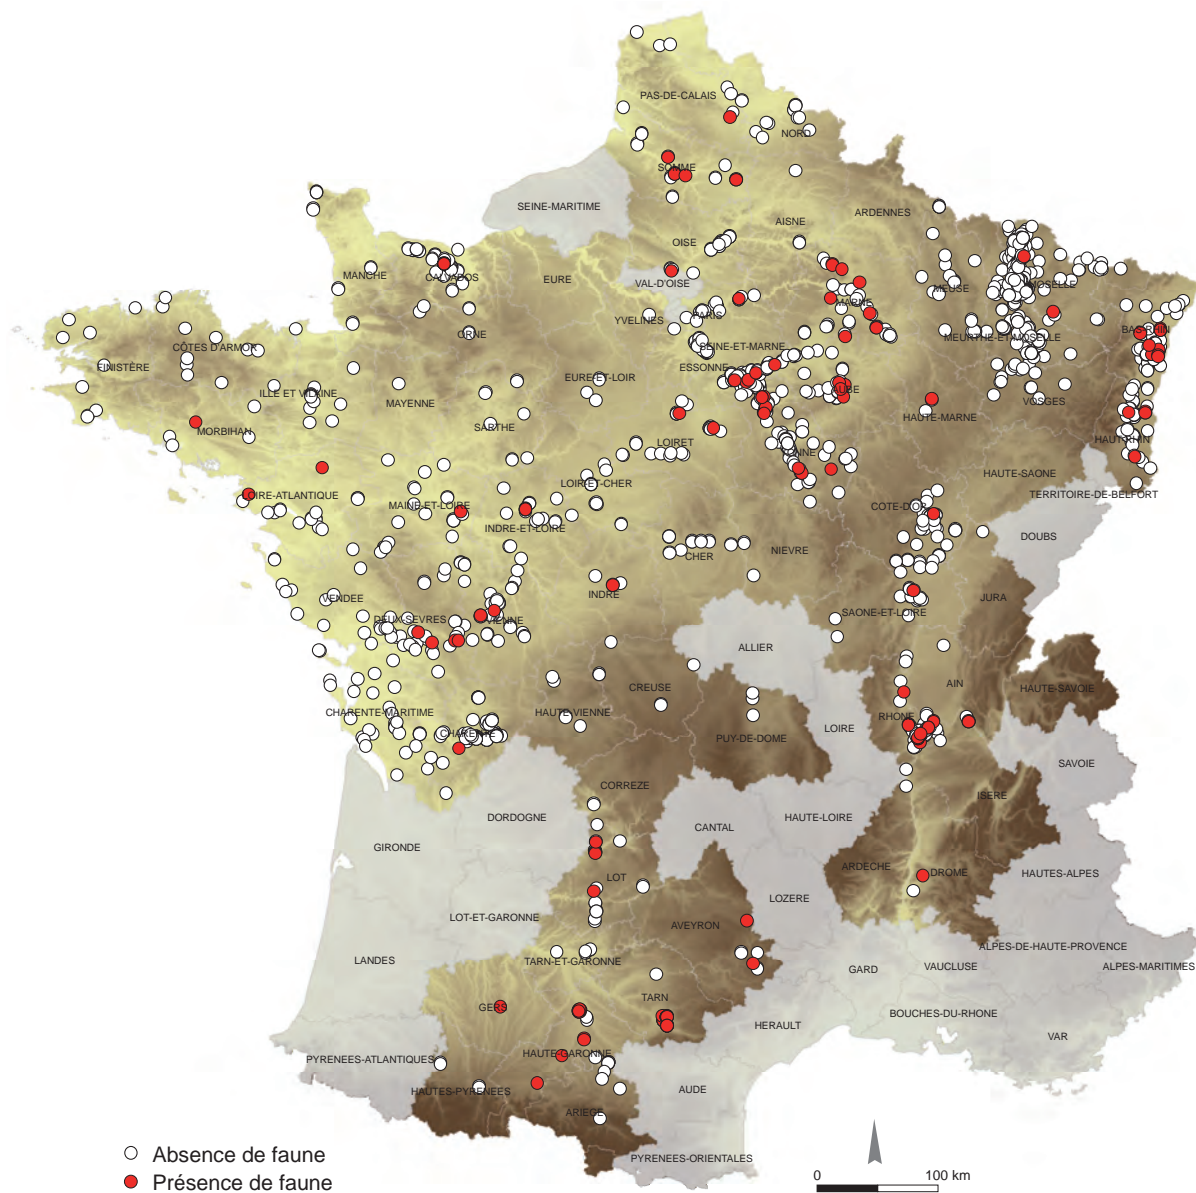 PAS-DE-CALAIS
NORD
SOMME
SEINE-MARITIME
AISNE
ARDENNES
OISE
MANCHE
CALVADOS
EURE
VAL-D'OISE
MEUSE
MOSELLE
MARNE
PARIS
YVELINES
ORNE
BAS-RHIN
MEURTHE-ET-MOSELLE
SEINE-ET-MARNE
CÔTES D'ARMOR
FINISTÈRE
ESSONNE
EURE-ET-LOIR
AUBE
ILLE ET VILAINE
MAYENNE
VOSGES
HAUTE-MARNE
SARTHE
MORBIHAN
HAUT-RHIN
LOIRET
YONNE
HAUTE-SAONE
LOIR-ET-CHER
TERRITOIRE-DE-BELFORT
LOIRE-ATLANTIQUE
MAINE-ET-LOIRE
COTE-D'OR
INDRE-ET-LOIRE
DOUBS
NIEVRE
CHER
INDRE
VENDEE
JURA
SAONE-ET-LOIRE
DEUX-SEVRES
VIENNE
ALLIER
AIN
CREUSE
HAUTE-SAVOIE
CHARENTE-MARITIME
HAUTE-VIENNE
RHONE
LOIRE
CHARENTE
PUY-DE-DOME
SAVOIE
CORREZE
ISERE
DORDOGNE
HAUTE-LOIRE
CANTAL
GIRONDE
ARDECHE
DROME
HAUTES-ALPES
LOT
LOZERE
LOT-ET-GARONNE
AVEYRON
ALPES-DE-HAUTE-PROVENCE
LANDES
TARN-ET-GARONNE
VAUCLUSE
ALPES-MARITIMES
GARD
TARN
GERS
BOUCHES-DU-RHONE
HERAULT
VAR
HAUTE-GARONNE
PYRENEES-ATLANTIQUES
AUDE
HAUTES-PYRENEES
ARIEGE
PYRENEES-ORIENTALES
Absence de faune
Présence de faune
0 100 km